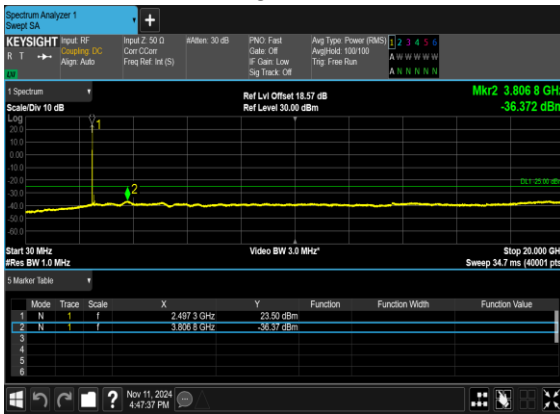 Spectrum Analyzer 1
Swept SA
+
KEYSIGHT Input: RF Input Z: 50 Ω #Atten: 30 dB PNO: Fast Avg Type: Power (RMS) 1 2 3 4 5 6
R T Coupling: DC Corr CCorr Gate: Off Avg|Hold: 100/100 A W W W W W
Align: Auto Freq Ref: Int (S) IF Gain: Low Trig: Free Run
Sig Track: Off A N N N N N
1 Spectrum Ref Lvl Offset 18.57 dB Mkr2 3.806 8 GHz
Scale/Div 10 dB Ref Level 30.00 dBm -36.372 dBm
Log
20.0
10.0
0.00
-10.0
-20.0
-30.0
-40.0
-50.0
-60.0
1
2
DL1 -25.00 dBm
Start 30 MHz Video BW 3.0 MHz* Stop 20.000 GH
#Res BW 1.0 MHz Sweep 34.7 ms (40001 pts
5 Marker Table
Mode Trace Scale X Y Function Function Width Function Value
1 N 1 f 2.497 3 GHz 23.50 dBm
2 N 1 f 3.806 8 GHz -36.37 dBm
3
4
5
6
? Nov 11, 2024
4:47:37 PM